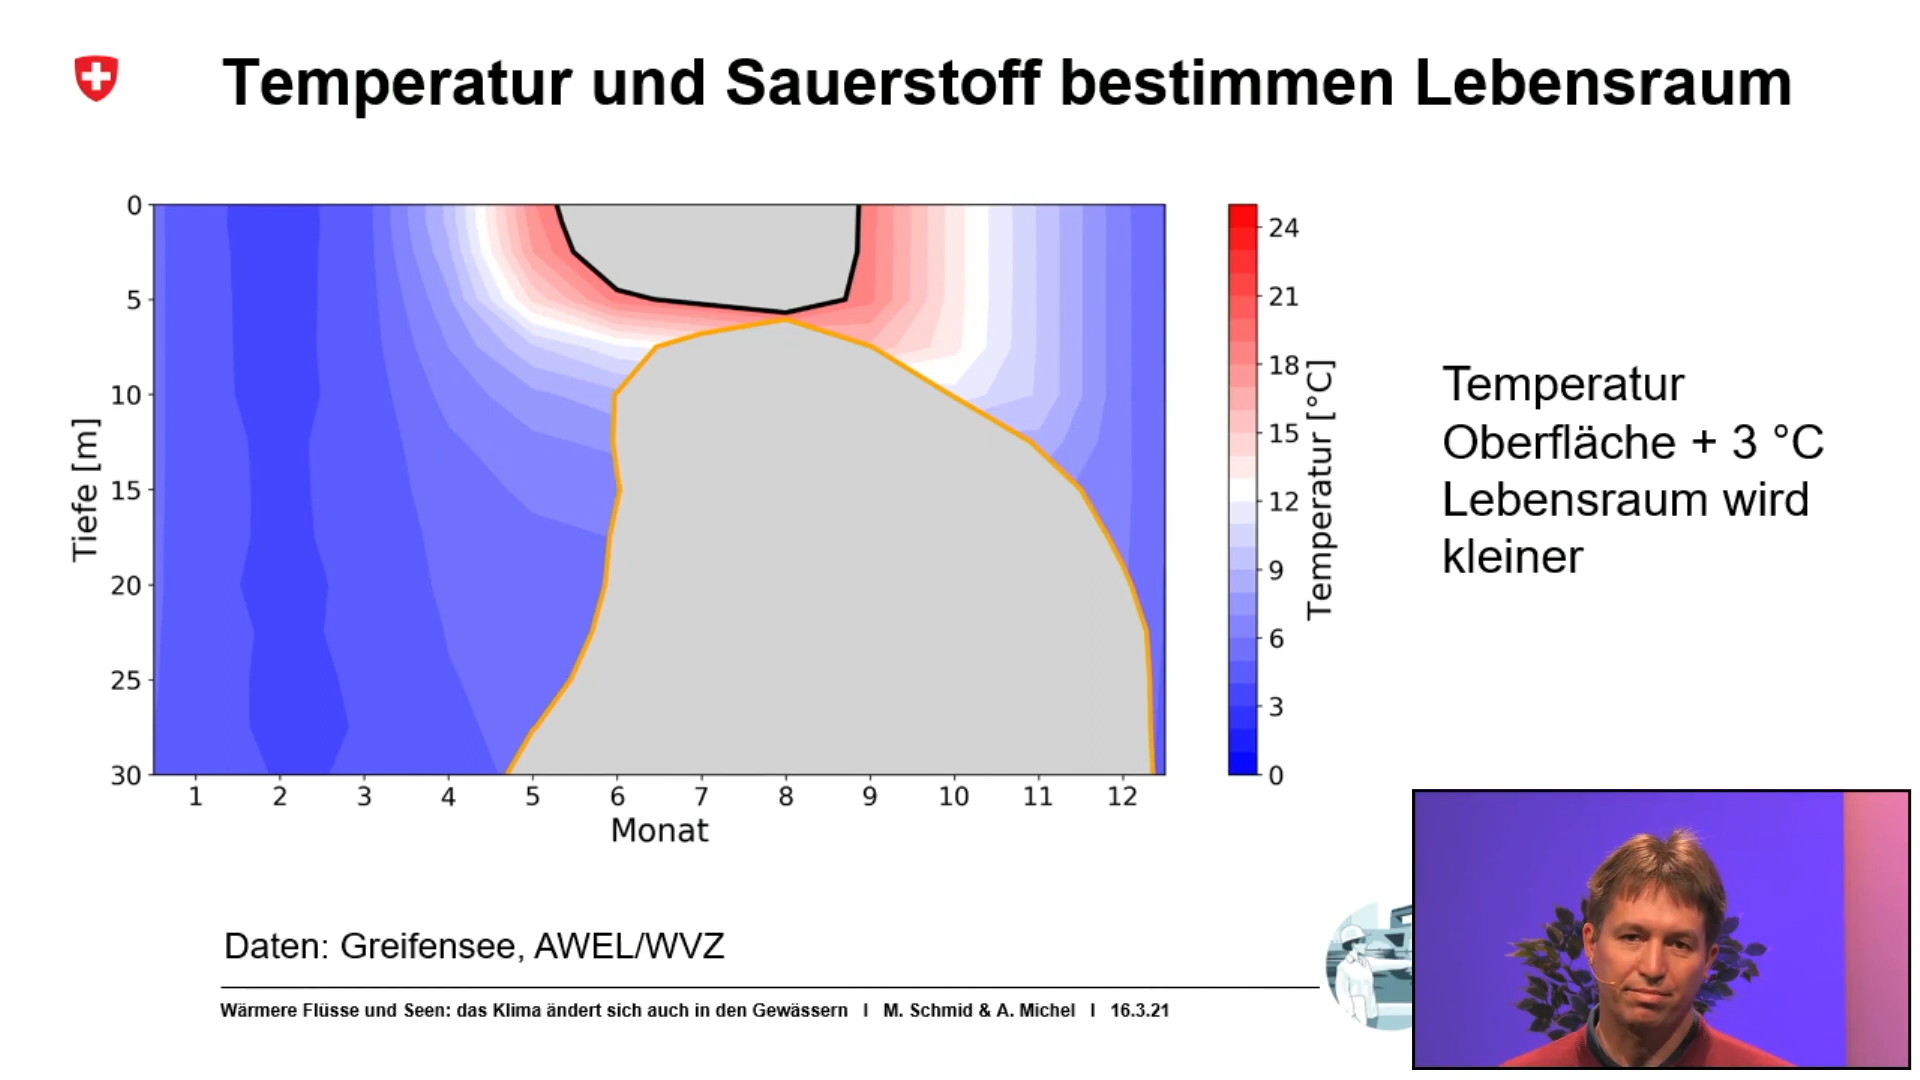 Temperatur und Sauerstoff bestimmen Lebensraum
0
5
10
15
20
25
30
Tiefe [m]
1 2 3 4 5 6 7 8 9 10 11 12
Monat
24
21
18
15
12
9
6
3
0
Temperatur [°C]
Temperatur
Oberfläche + 3 °C
Lebensraum wird
kleiner
Daten: Greifensee, AWEL/WVZ
Wärmere Flüsse und Seen: das Klima ändert sich auch in den Gewässern I M. Schmid & A. Michel I 16.3.21